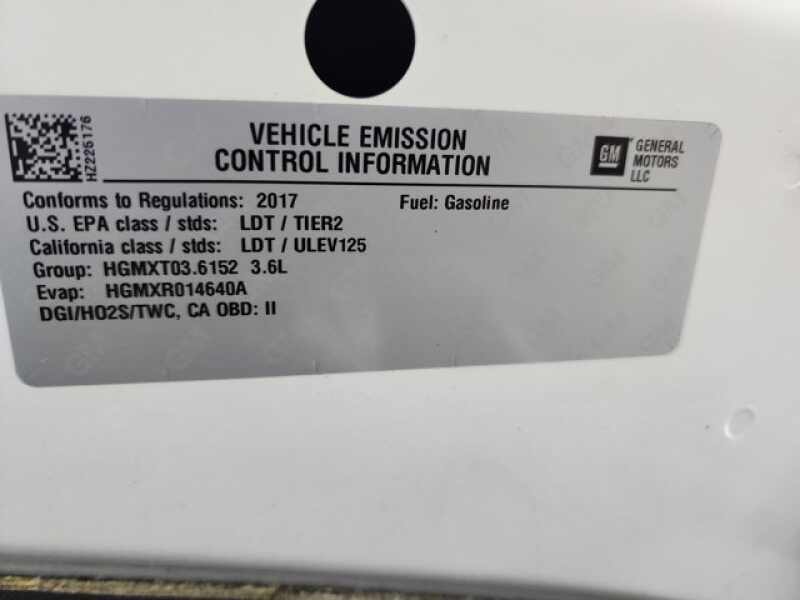 HZ226176
VEHICLE EMISSION
CONTROL INFORMATION
GM
GENERAL
MOTORS
LLC
Conforms to Regulations: 2017 Fuel: Gasoline
U.S. EPA class / stds: LDT / TIER2
California class / stds: LDT / ULEV125
Group: HGMXT03.6152 3.6L
Evap: HGMXR014640A
DGI/HO2S/TWC, CA OBD: II